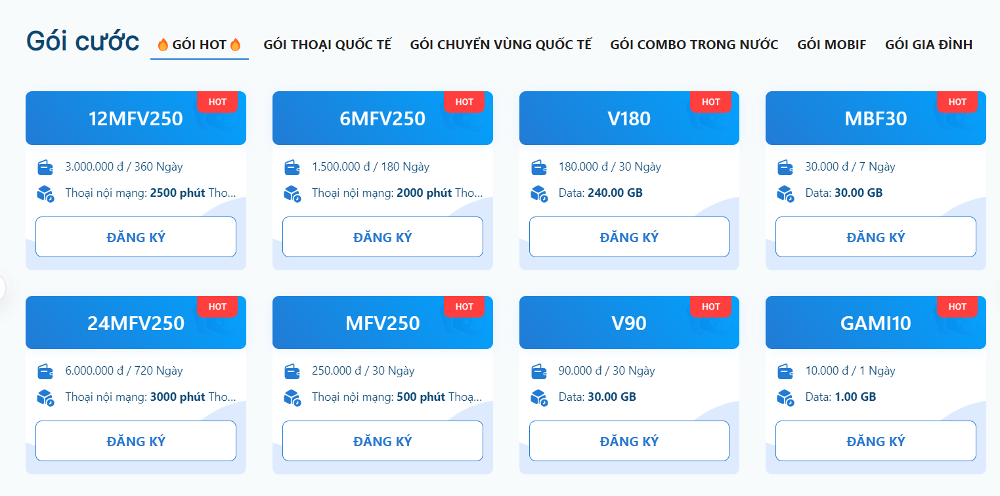 Gói cước
GÓI HOT
GÓI THOẠI QUỐC TẾ
GÓI CHUYỂN VÙNG QUỐC TẾ
GÓI COMBO TRONG NƯỚC
GÓI MOBIF
GÓI GIA ĐÌNH
HOT
12MFV250
3.000.000 đ / 360 Ngày
Thoại nội mạng: 2500 phút Tho...
ĐĂNG KÝ
HOT
6MFV250
1.500.000 đ / 180 Ngày
Thoại nội mạng: 2000 phút Tho...
ĐĂNG KÝ
HOT
V180
180.000 đ / 30 Ngày
Data: 240.00 GB
ĐĂNG KÝ
HOT
MBF30
30.000 đ / 7 Ngày
Data: 30.00 GB
ĐĂNG KÝ
HOT
24MFV250
6.000.000 đ / 720 Ngày
Thoại nội mạng: 3000 phút Tho...
ĐĂNG KÝ
HOT
MFV250
250.000 đ / 30 Ngày
Thoại nội mạng: 500 phút Thoạ...
ĐĂNG KÝ
HOT
V90
90.000 đ / 30 Ngày
Data: 30.00 GB
ĐĂNG KÝ
HOT
GAMI10
10.000 đ / 1 Ngày
Data: 1.00 GB
ĐĂNG KÝ